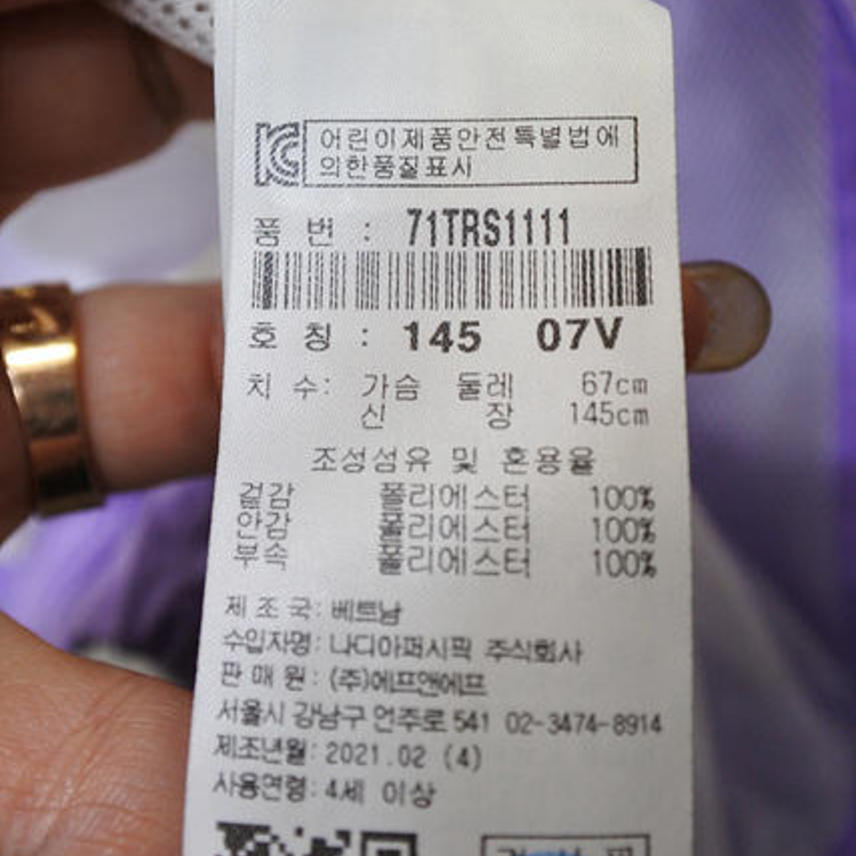 어린이제품안전특별법에
의한품질표시
품 번 : 71TRS1111
호 칭 : 145 07V
치 수: 가슴 둘레 67cm
신 장 145cm
조성섬유 및 혼용율
겉감 폴리에스터 100%
안감 폴리에스터 100%
부속 폴리에스터 100%
제 조 국: 베트남
수입자명: 나디아퍼시픽 주식회사
판 매 원: (주)에프앤에프
서울시 강남구 언주로 541 02-3474-8914
제조년월: 2021.02 (4)
사용연령: 4세 이상